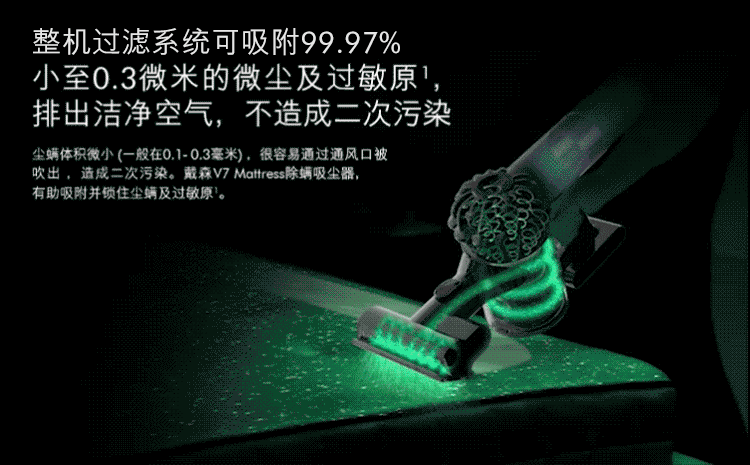 整机过滤系统可吸附99.97%
小至0.3微米的微尘及过敏原¹，
排出洁净空气，不造成二次污染
尘螨体积微小 (一般在0.1- 0.3毫米) ，很容易通过通风口被
吹出 ，造成二次污染。戴森V7 Mattress除螨吸尘器，
有助吸附并锁住尘螨及过敏原¹。